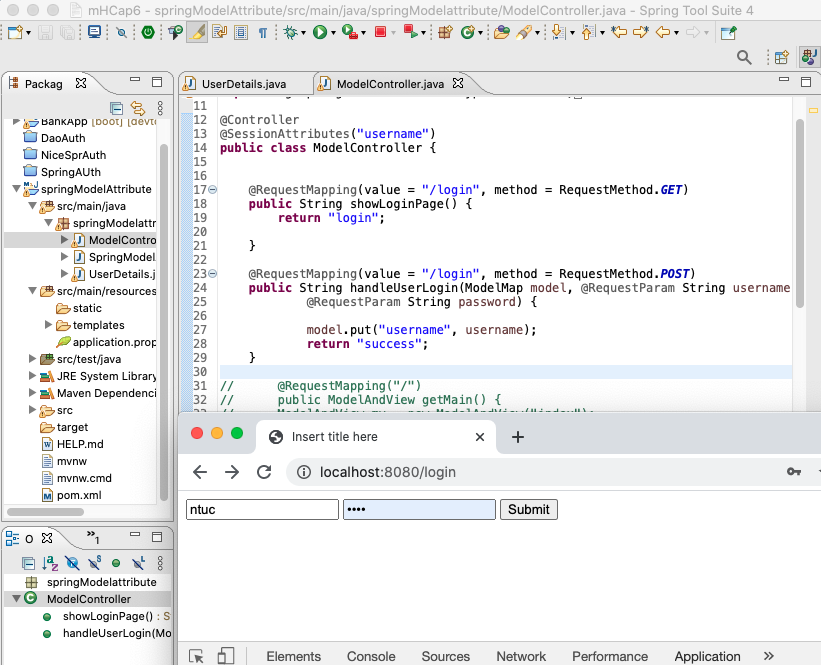 mHCap6 - springModelAttribute/src/main/java/springModelattribute/ModelController.java - Spring Tool Suite 4
Packag
BankApp [boot] [devto
DaoAuth
NiceSprAuth
SpringAUth
springModelAttribute
src/main/java
springModelattr
ModelContro
SpringModel
UserDetails.j
src/main/resources
static
templates
application.prop
src/test/java
JRE System Library
Maven Dependenci
src
target
HELP.md
mvnw
mvnw.cmd
pom.xml
UserDetails.java
ModelController.java
11
12 @Controller
13 @SessionAttributes("username")
14 public class ModelController {
15
16
17 @RequestMapping(value = "/login", method = RequestMethod.GET)
18 public String showLoginPage() {
19 return "login";
20
21 }
22
23 @RequestMapping(value = "/login", method = RequestMethod.POST)
24 public String handleUserLogin(ModelMap model, @RequestParam String username
25 @RequestParam String password) {
26
27 model.put("username", username);
28 return "success";
29 }
30
31 // @RequestMapping("/")
32 // public ModelAndView getMain() {
O
1
springModelattribute
ModelController
showLoginPage() : S
handleUserLogin(Mo
Insert title here
localhost:8080/login
ntuc
•••• Submit
Elements Console Sources Network Performance Application